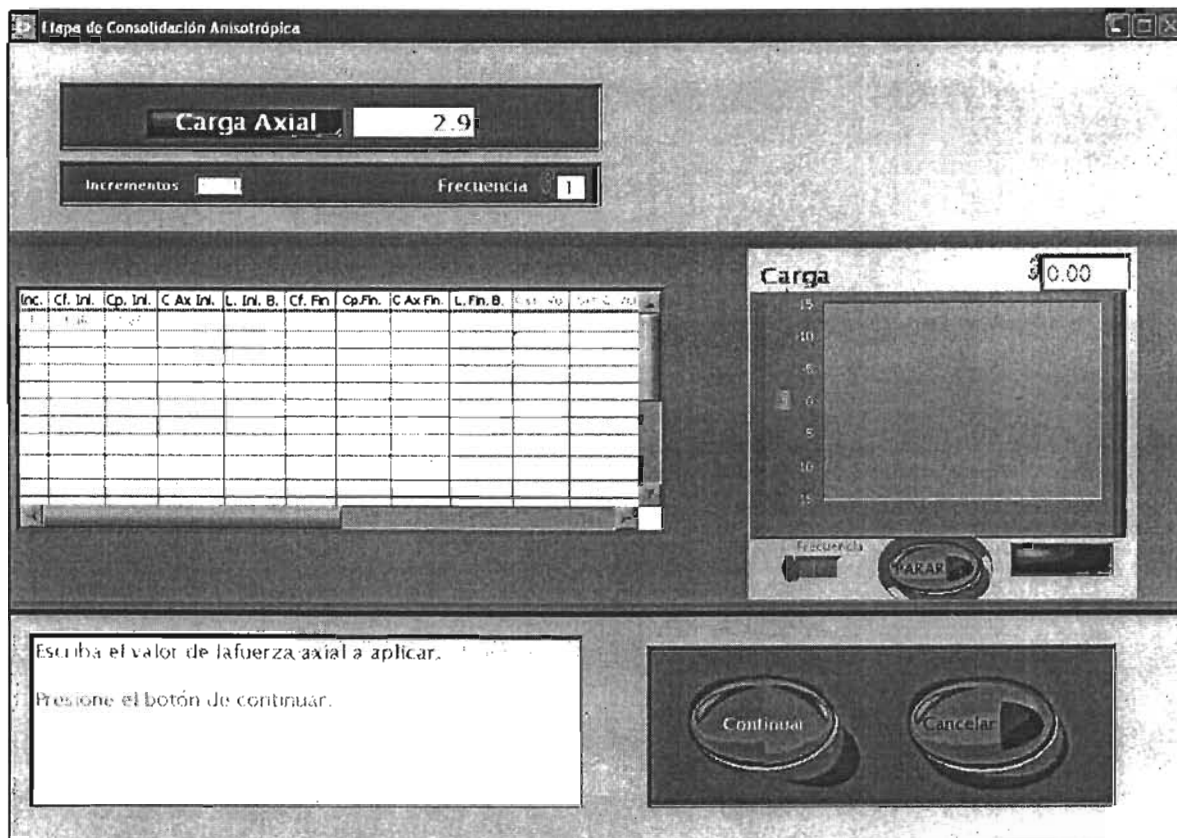 Etapa de Consolidación Anisotrópica
Carga Axial 2.9
Incrementos 1 Frecuencia 1
Inc. Cf. Ini. Cp. Ini. C Ax Ini. L. Ini. B. Cf. Fin Cp.Fin. C Ax Fin. L. Fin. B.
Carga 0.00
15
10
5
0
5
10
15
Frecuencia
PARAR
Escriba el valor de lafuerza axial a aplicar.
Presione el botón de continuar.
Continuar Cancelar